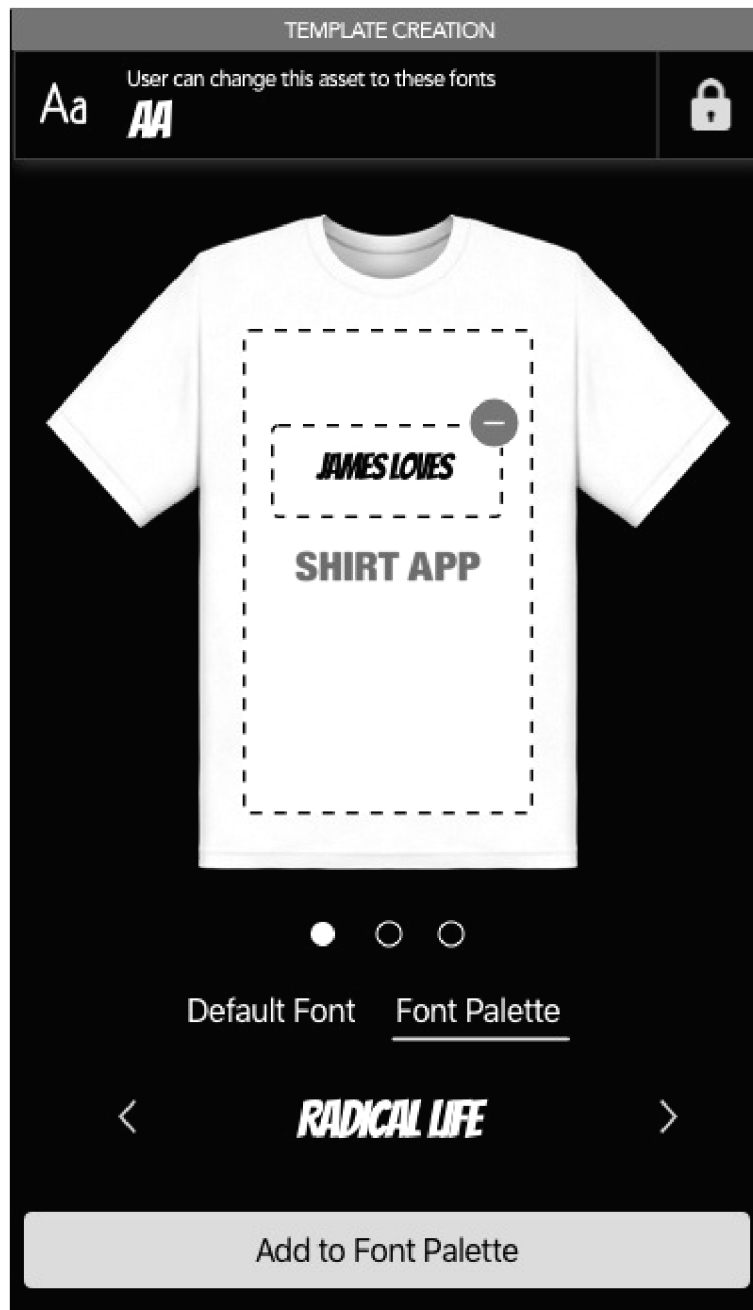 TEMPLATE CREATION
Aa
User can change this asset to these fonts
AA
JAMES LOVES
SHIRT APP
Default Font Font Palette
RADICAL LIFE
Add to Font Palette